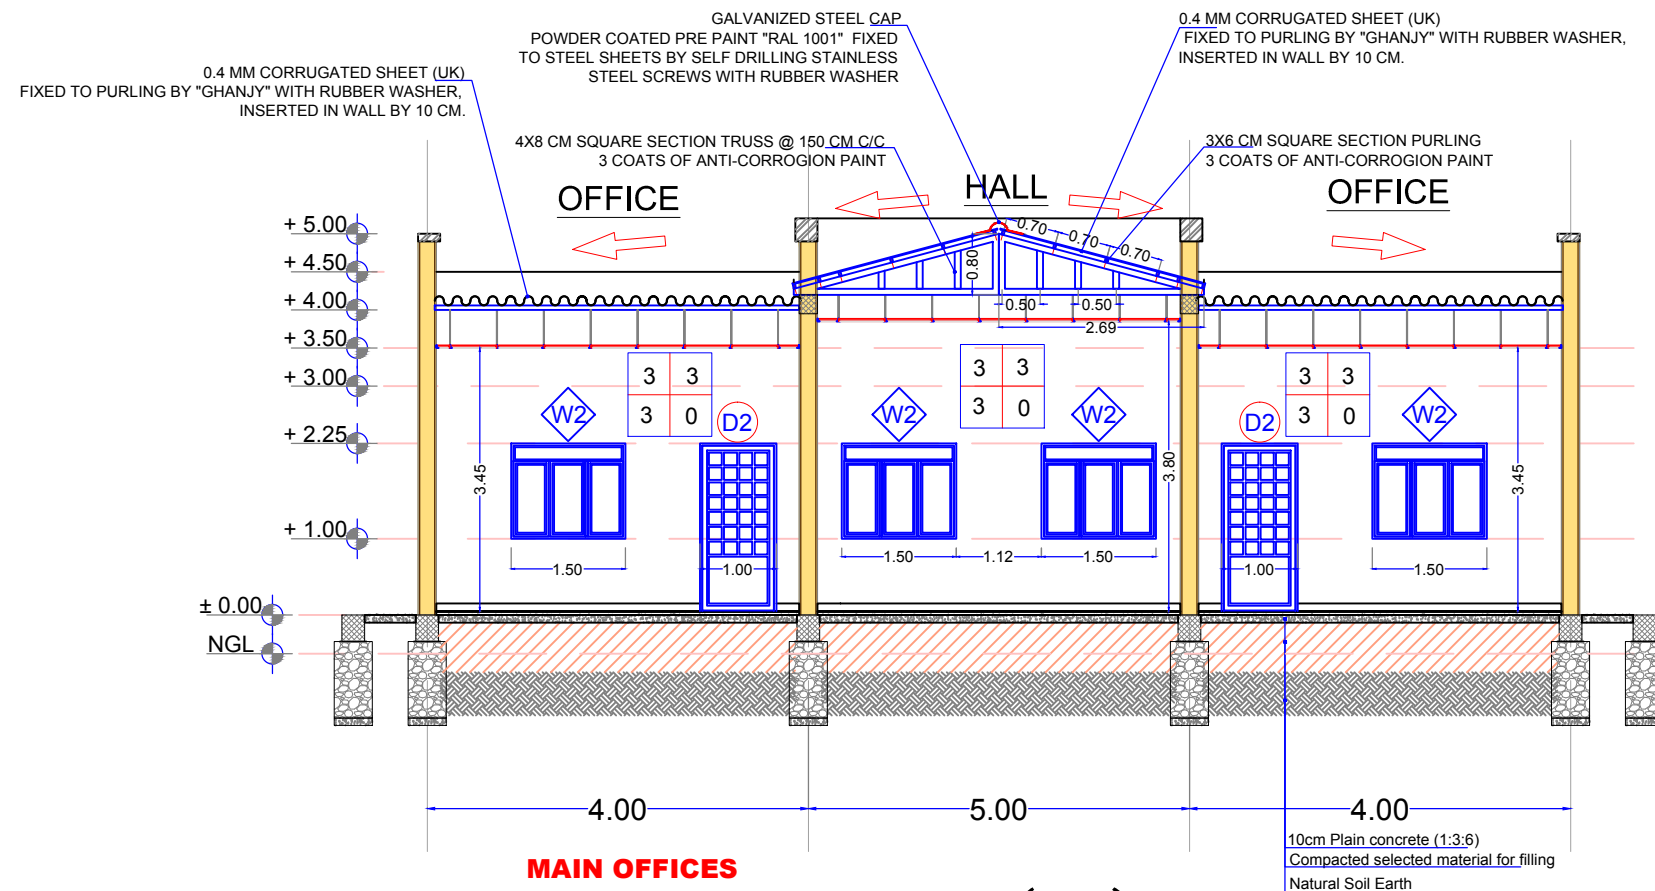 GALVANIZED STEEL CAP
POWDER COATED PRE PAINT "RAL 1001" FIXED
TO STEEL SHEETS BY SELF DRILLING STAINLESS
STEEL SCREWS WITH RUBBER WASHER
0.4 MM CORRUGATED SHEET (UK)
FIXED TO PURLING BY "GHANJY" WITH RUBBER WASHER,
INSERTED IN WALL BY 10 CM.
0.4 MM CORRUGATED SHEET (UK)
FIXED TO PURLING BY "GHANJY" WITH RUBBER WASHER,
INSERTED IN WALL BY 10 CM.
4X8 CM SQUARE SECTION TRUSS @ 150 CM C/C
3 COATS OF ANTI-CORROGION PAINT
3X6 CM SQUARE SECTION PURLING
3 COATS OF ANTI-CORROGION PAINT
OFFICE
HALL
OFFICE
+ 5.00
+ 4.50
+ 4.00
+ 3.50
+ 3.00
+ 2.25
+ 1.00
± 0.00
NGL
0.70
0.70
0.70
0.80
0.50
0.50
2.69
3 3
3 0
3 3
3 0
3 3
3 0
W2
D2
W2
W2
D2
W2
3.45
3.80
3.45
1.50
1.00
1.50
1.12
1.50
1.00
1.50
4.00
5.00
4.00
10cm Plain concrete (1:3:6)
Compacted selected material for filling
Natural Soil Earth
MAIN OFFICES